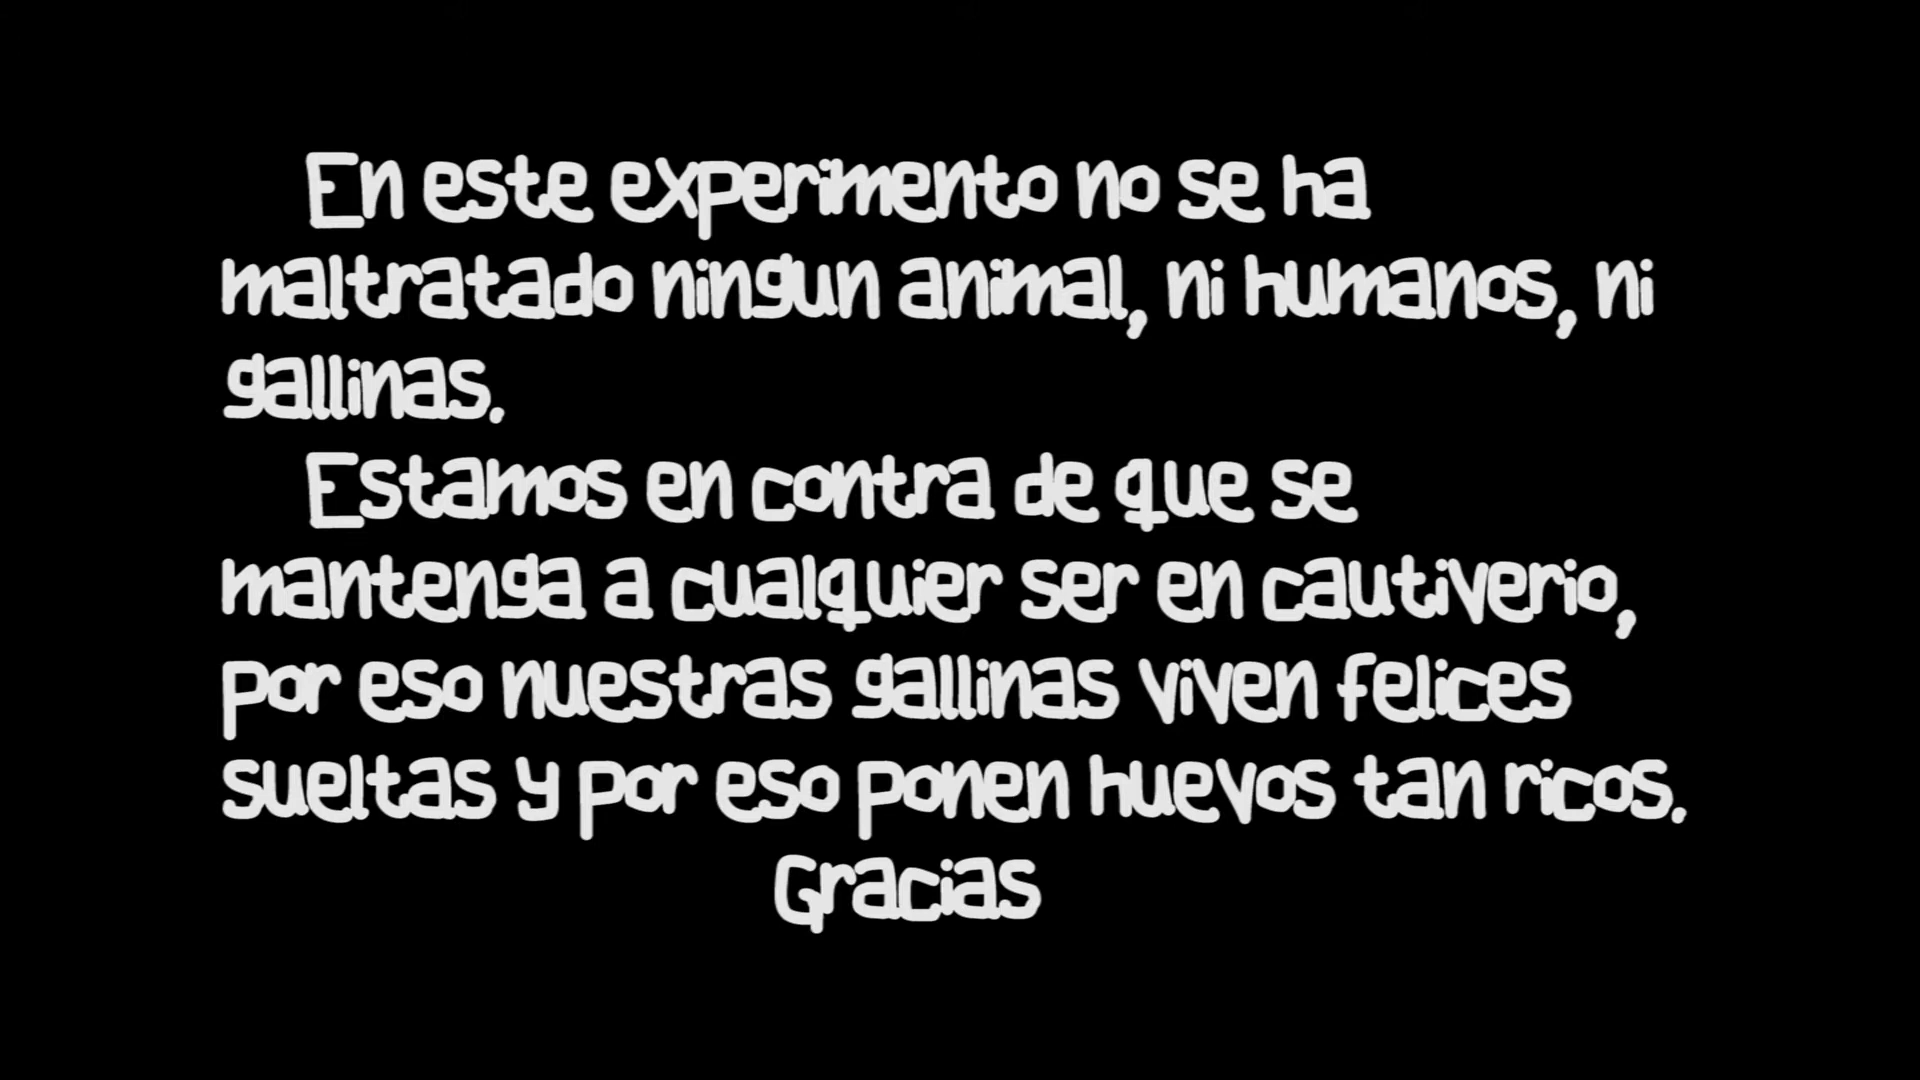 En este experimento no se ha
maltratado ningun animal, ni humanos, ni
gallinas.
Estamos en contra de que se
mantenga a cualquier ser en cautiverio,
por eso nuestras gallinas viven felices
sueltas y por eso ponen huevos tan ricos.
Gracias